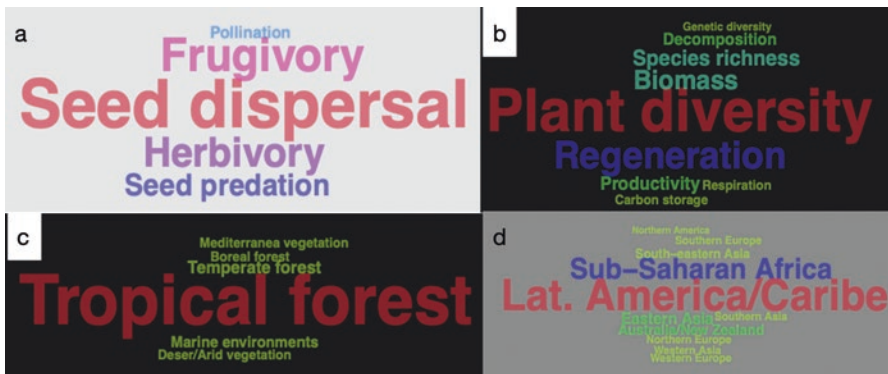 a
Pollination
Frugivory
Seed dispersal
Herbivory
Seed predation
b
Genetic diversity
Decomposition
Species richness
Biomass
Plant diversity
Regeneration
Productivity Respiration
Carbon storage
c
Mediterranea vegetation
Boreal forest
Temperate forest
Tropical forest
Marine environments
Deser/Arid vegetation
d
Northern America
Southern Europe
South-eastern Asia
Sub-Saharan Africa
Lat. America/Caribe
Eastern Asia Southern Asia
Australia/New Zealand
Northern Europe
Western Asia
Western Europe